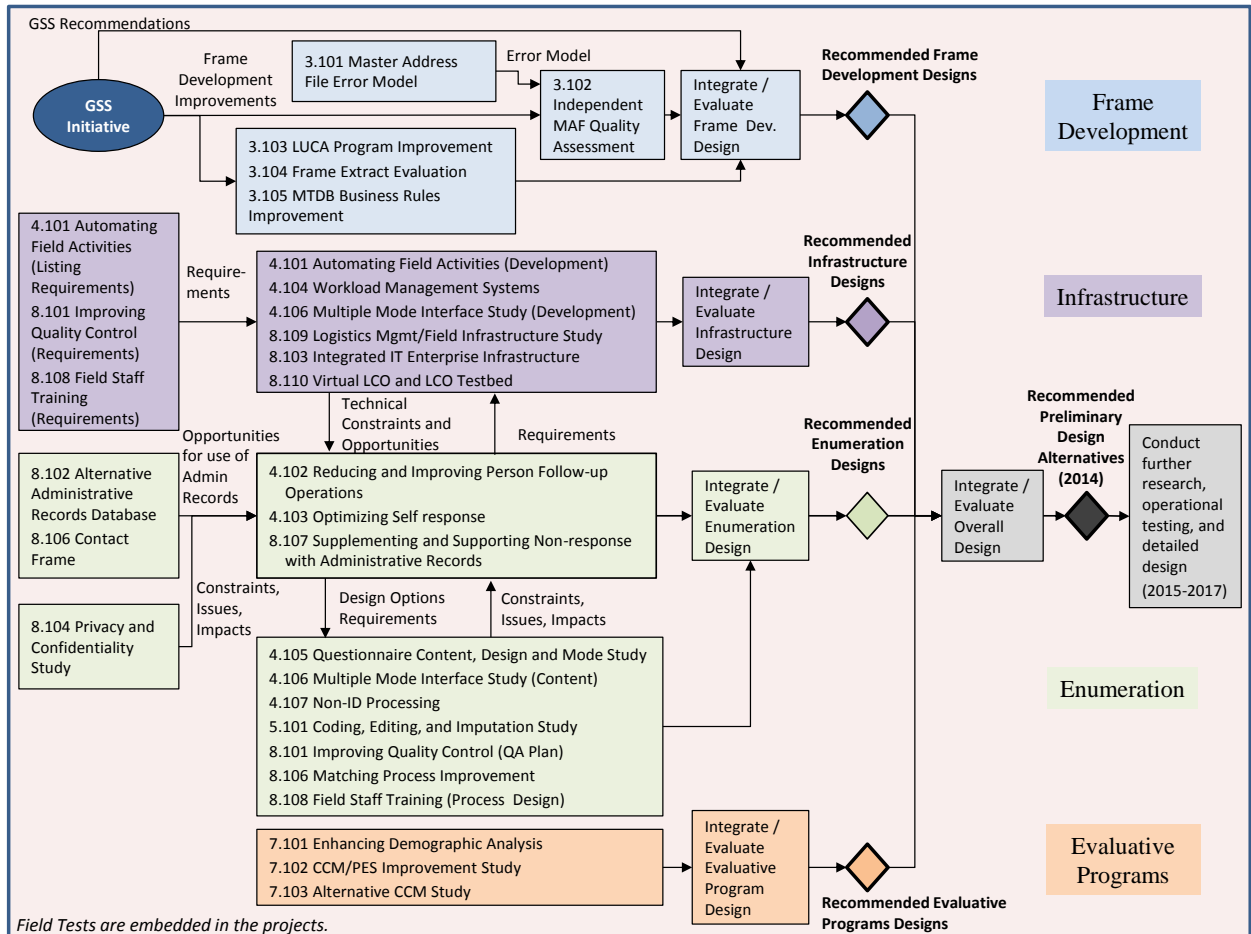 GSS Recommendations
GSS
Initiative
Frame
Development
Improvements
3.101 Master Address
File Error Model
Error Model
3.102
Independent
MAF Quality
Assessment
Integrate /
Evaluate
Frame Dev.
Design
Recommended Frame
Development Designs
Frame
Development
3.103 LUCA Program Improvement
3.104 Frame Extract Evaluation
3.105 MTDB Business Rules
Improvement
4.101 Automating
Field Activities
(Listing
Requirements)
8.101 Improving
Quality Control
(Requirements)
8.108 Field Staff
Training
(Requirements)
Require-
ments
4.101 Automating Field Activities (Development)
4.104 Workload Management Systems
4.106 Multiple Mode Interface Study (Development)
8.109 Logistics Mgmt/Field Infrastructure Study
8.103 Integrated IT Enterprise Infrastructure
8.110 Virtual LCO and LCO Testbed
Integrate /
Evaluate
Infrastructure
Design
Recommended
Infrastructure
Designs
Infrastructure
Technical
Constraints and
Opportunities
Requirements
Opportunities
for use of
Admin
Records
8.102 Alternative
Administrative
Records Database
8.106 Contact
Frame
Constraints,
Issues,
Impacts
8.104 Privacy and
Confidentiality
Study
4.102 Reducing and Improving Person Follow-up
Operations
4.103 Optimizing Self response
8.107 Supplementing and Supporting Non-response
with Administrative Records
Integrate /
Evaluate
Enumeration
Design
Recommended
Enumeration
Designs
Integrate /
Evaluate
Overall
Design
Recommended
Preliminary
Design
Alternatives
(2014)
Conduct
further
research,
operational
testing, and
detailed
design
(2015-2017)
Design Options
Requirements
Constraints,
Issues, Impacts
4.105 Questionnaire Content, Design and Mode Study
4.106 Multiple Mode Interface Study (Content)
4.107 Non-ID Processing
5.101 Coding, Editing, and Imputation Study
8.101 Improving Quality Control (QA Plan)
8.106 Matching Process Improvement
8.108 Field Staff Training (Process Design)
Enumeration
7.101 Enhancing Demographic Analysis
7.102 CCM/PES Improvement Study
7.103 Alternative CCM Study
Integrate /
Evaluate
Evaluative
Program
Design
Recommended Evaluative
Programs Designs
Evaluative
Programs
Field Tests are embedded in the projects.